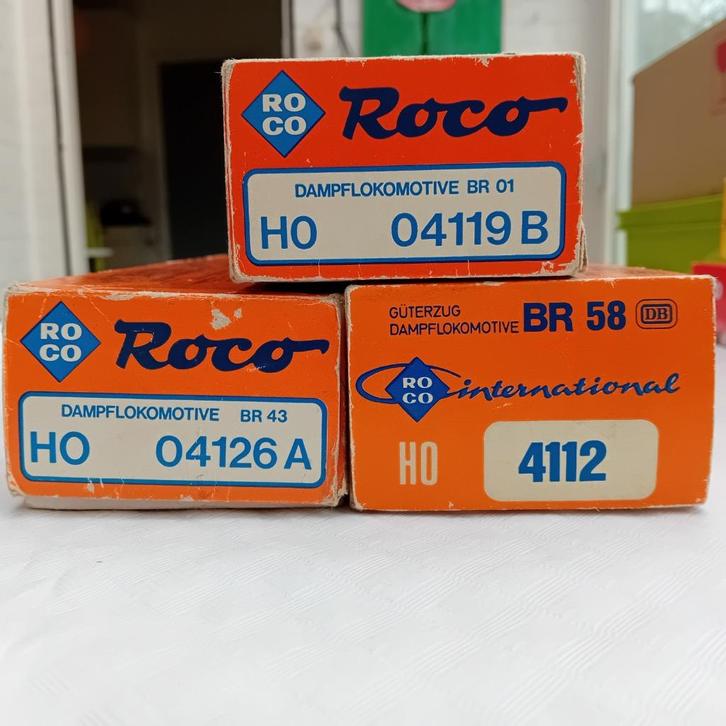 RO
CO
Roco
DAMPFLOKOMOTIVE BR 01
HO 04119 B
RO
CO
Roco
DAMPFLOKOMOTIVE BR 43
HO 04126 A
GÜTERZUG
DAMPFLOKOMOTIVE BR 58 DB
RO
CO
international
HO 4112